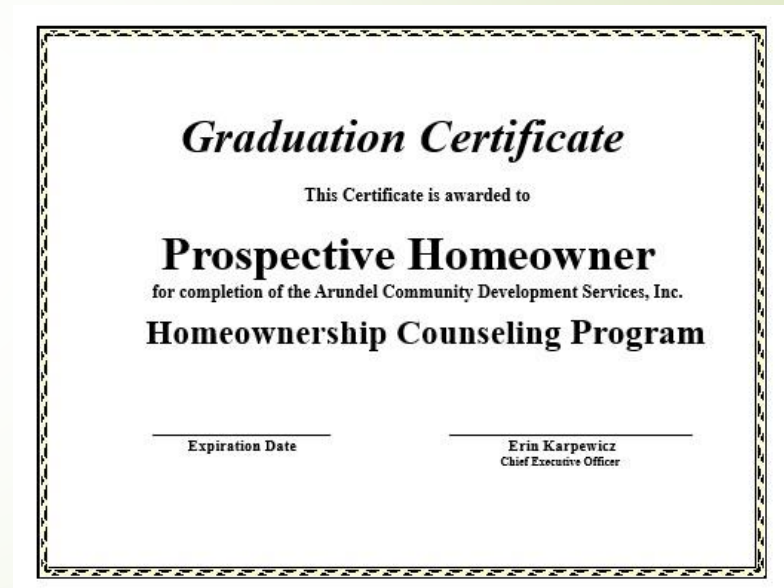 Graduation Certificate
This Certificate is awarded to
Prospective Homeowner
for completion of the Arundel Community Development Services, Inc.
Homeownership Counseling Program
Expiration Date
Erin Karpewicz
Chief Executive Officer